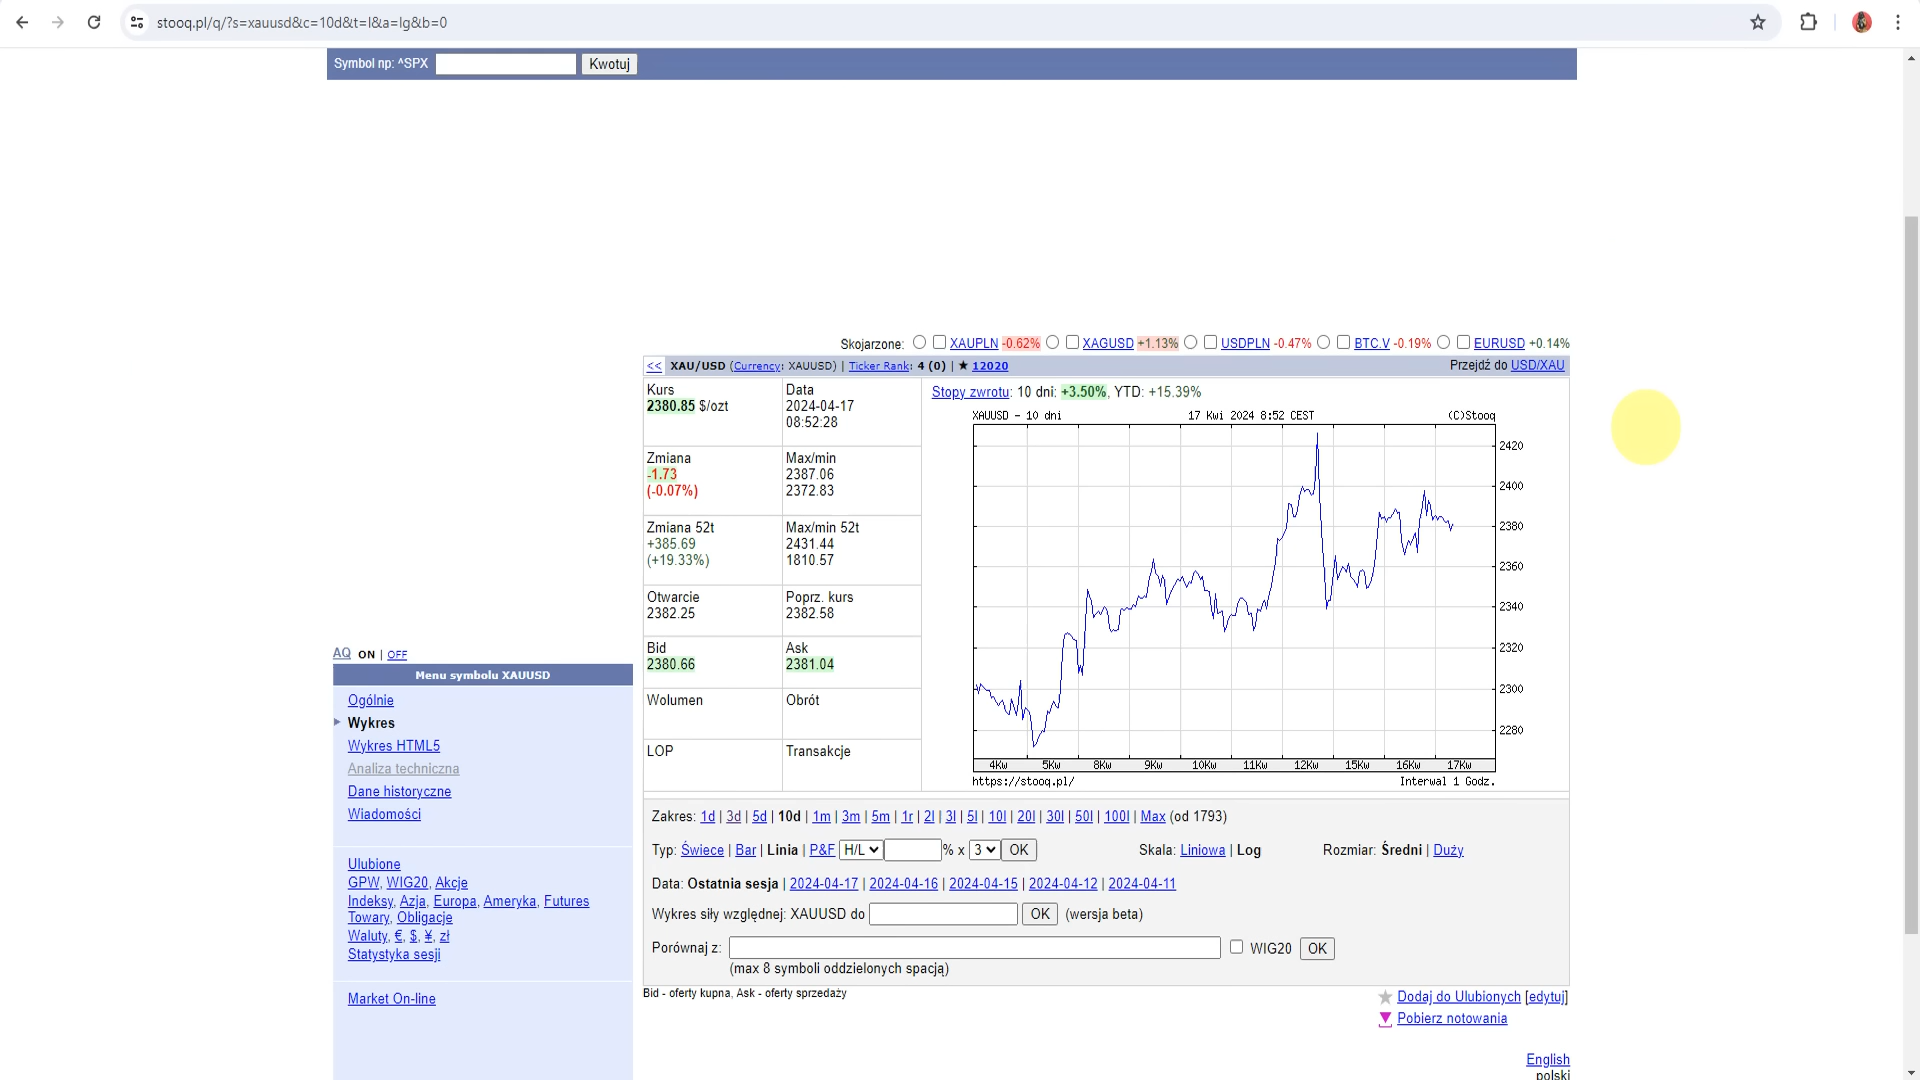 stooq.pl/q/?s=xauusd&c=10d&t=l&a=lg&b=0
Symbol np: ^SPX Kwotuj
Skojarzone: XAUPLN -0.62% XAGUSD +1.13% USDPLN -0.47% BTC.V -0.19% EURUSD +0.14%
<< XAU/USD (Currency: XAUUSD) | Ticker Rank: 4 (0) | ★ 12020 Przejdź do USD/XAU
Kurs
2380.85 $/ozt
Data
2024-04-17
08:52:28
Zmiana
-1.73
(-0.07%)
Max/min
2387.06
2372.83
Zmiana 52t
+385.69
(+19.33%)
Max/min 52t
2431.44
1810.57
Otwarcie
2382.25
Poprz. kurs
2382.58
Bid
2380.66
Ask
2381.04
Wolumen
Obrót
LOP
Transakcje
Stopy zwrotu: 10 dni: +3.50%, YTD: +15.39%
XAUUSD - 10 dni 17 Kwi 2024 8:52 CEST (C)Stooq
2420
2400
2380
2360
2340
2320
2300
2280
4Kw 5Kw 8Kw 9Kw 10Kw 11Kw 12Kw 15Kw 16Kw 17Kw
https://stooq.pl/ Interwal 1 Godz.
AQ ON | OFF
Menu symbolu XAUUSD
Ogólnie
Wykres
Wykres HTML5
Analiza techniczna
Dane historyczne
Wiadomości
Ulubione
GPW, WIG20, Akcje
Indeksy, Azja, Europa, Ameryka, Futures
Towary, Obligacje
Waluty, €, $, ¥, zł
Statystyka sesji
Market On-line
Zakres: 1d | 3d | 5d | 10d | 1m | 3m | 5m | 1r | 2l | 3l | 5l | 10l | 20l | 30l | 50l | 100l | Max (od 1793)
Typ: Świece | Bar | Linia | P&F H/L % x 3 OK Skala: Liniowa | Log Rozmiar: Średni | Duży
Data: Ostatnia sesja | 2024-04-17 | 2024-04-16 | 2024-04-15 | 2024-04-12 | 2024-04-11
Wykres siły względnej: XAUUSD do OK (wersja beta)
Porównaj z: WIG20 OK
(max 8 symboli oddzielonych spacją)
Bid - oferty kupna, Ask - oferty sprzedaży
Dodaj do Ulubionych [edytuj]
Pobierz notowania
English
polski